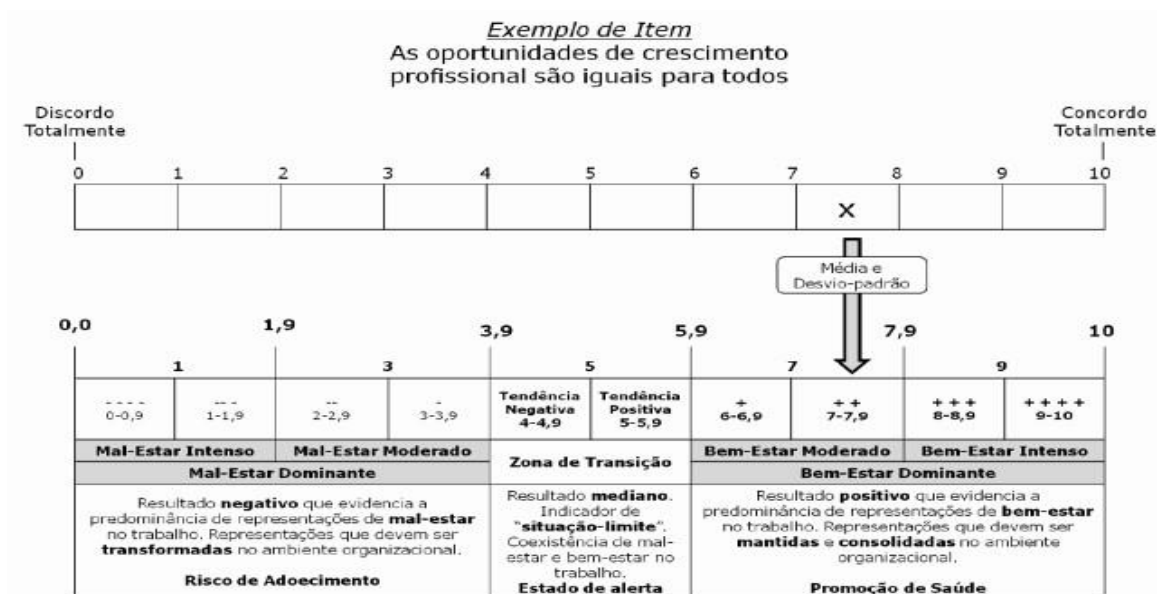 Exemplo de Item
As oportunidades de crescimento
profissional são iguais para todos
Discordo
Totalmente
Concordo
Totalmente
0 1 2 3 4 5 6 7 8 9 10
X
Média e
Desvio-padrão
0,0 1,9 3,9 5,9 7,9 10
1 3 5 7 9
- - - -
0-0,9
-- -
1-1,9
--
2-2,9
-
3-3,9
Tendência
Negativa
4-4,9
Tendência
Positiva
5-5,9
+
6-6,9
+ +
7-7,9
+ + +
8-8,9
+ + + +
9-10
Mal-Estar Intenso
Mal-Estar Moderado
Mal-Estar Dominante
Zona de Transição
Bem-Estar Moderado
Bem-Estar Intenso
Bem-Estar Dominante
Resultado negativo que evidencia a
predominância de representações de mal-estar
no trabalho. Representações que devem ser
transformadas no ambiente organizacional.
Risco de Adoecimento
Resultado mediano.
Indicador de
"situação-limite".
Coexistência de mal-
estar e bem-estar no
trabalho.
Estado de alerta
Resultado positivo que evidencia a
predominância de representações de bem-estar
no trabalho. Representações que devem ser
mantidas e consolidadas no ambiente
organizacional.
Promoção de Saúde